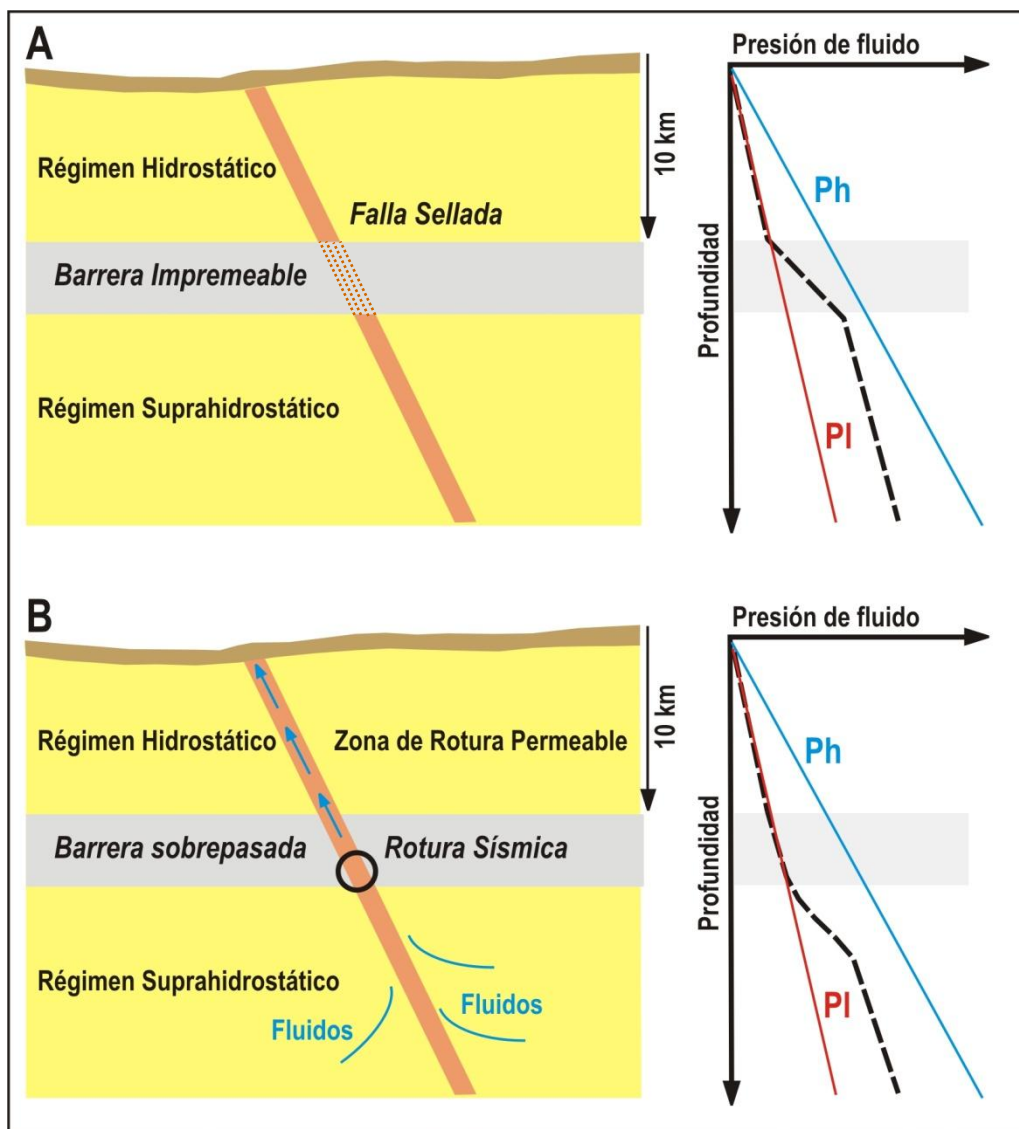 A
Presión de fluido
10 km
Régimen Hidrostático
Falla Sellada
Ph
Barrera Impremeable
Profundidad
Régimen Suprahidrostático
Pl
B
Presión de fluido
10 km
Régimen Hidrostático
Zona de Rotura Permeable
Ph
Barrera sobrepasada
Rotura Sísmica
Profundidad
Régimen Suprahidrostático
Fluidos
Fluidos
Pl